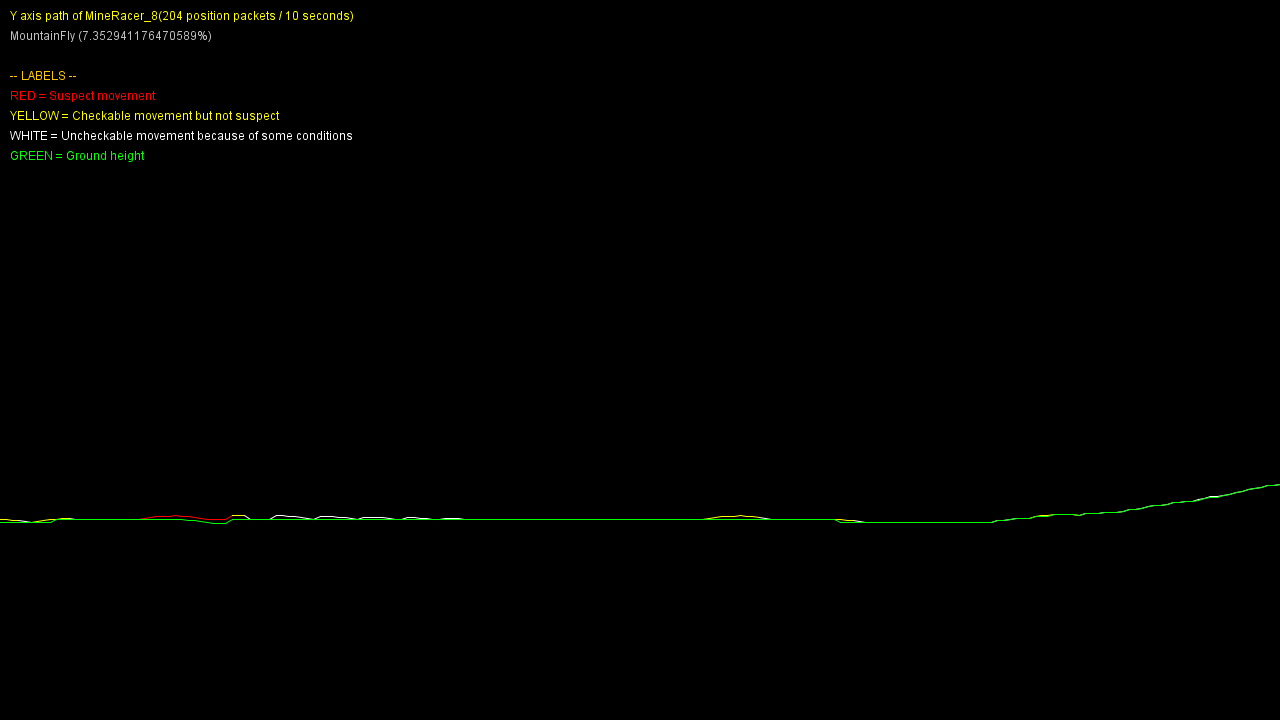 Y axis path of MineRacer_8(204 position packets / 10 seconds)
MountainFly (7.352941176470589%)
-- LABELS --
RED = Suspect movement
YELLOW = Checkable movement but not suspect
WHITE = Uncheckable movement because of some conditions
GREEN = Ground height